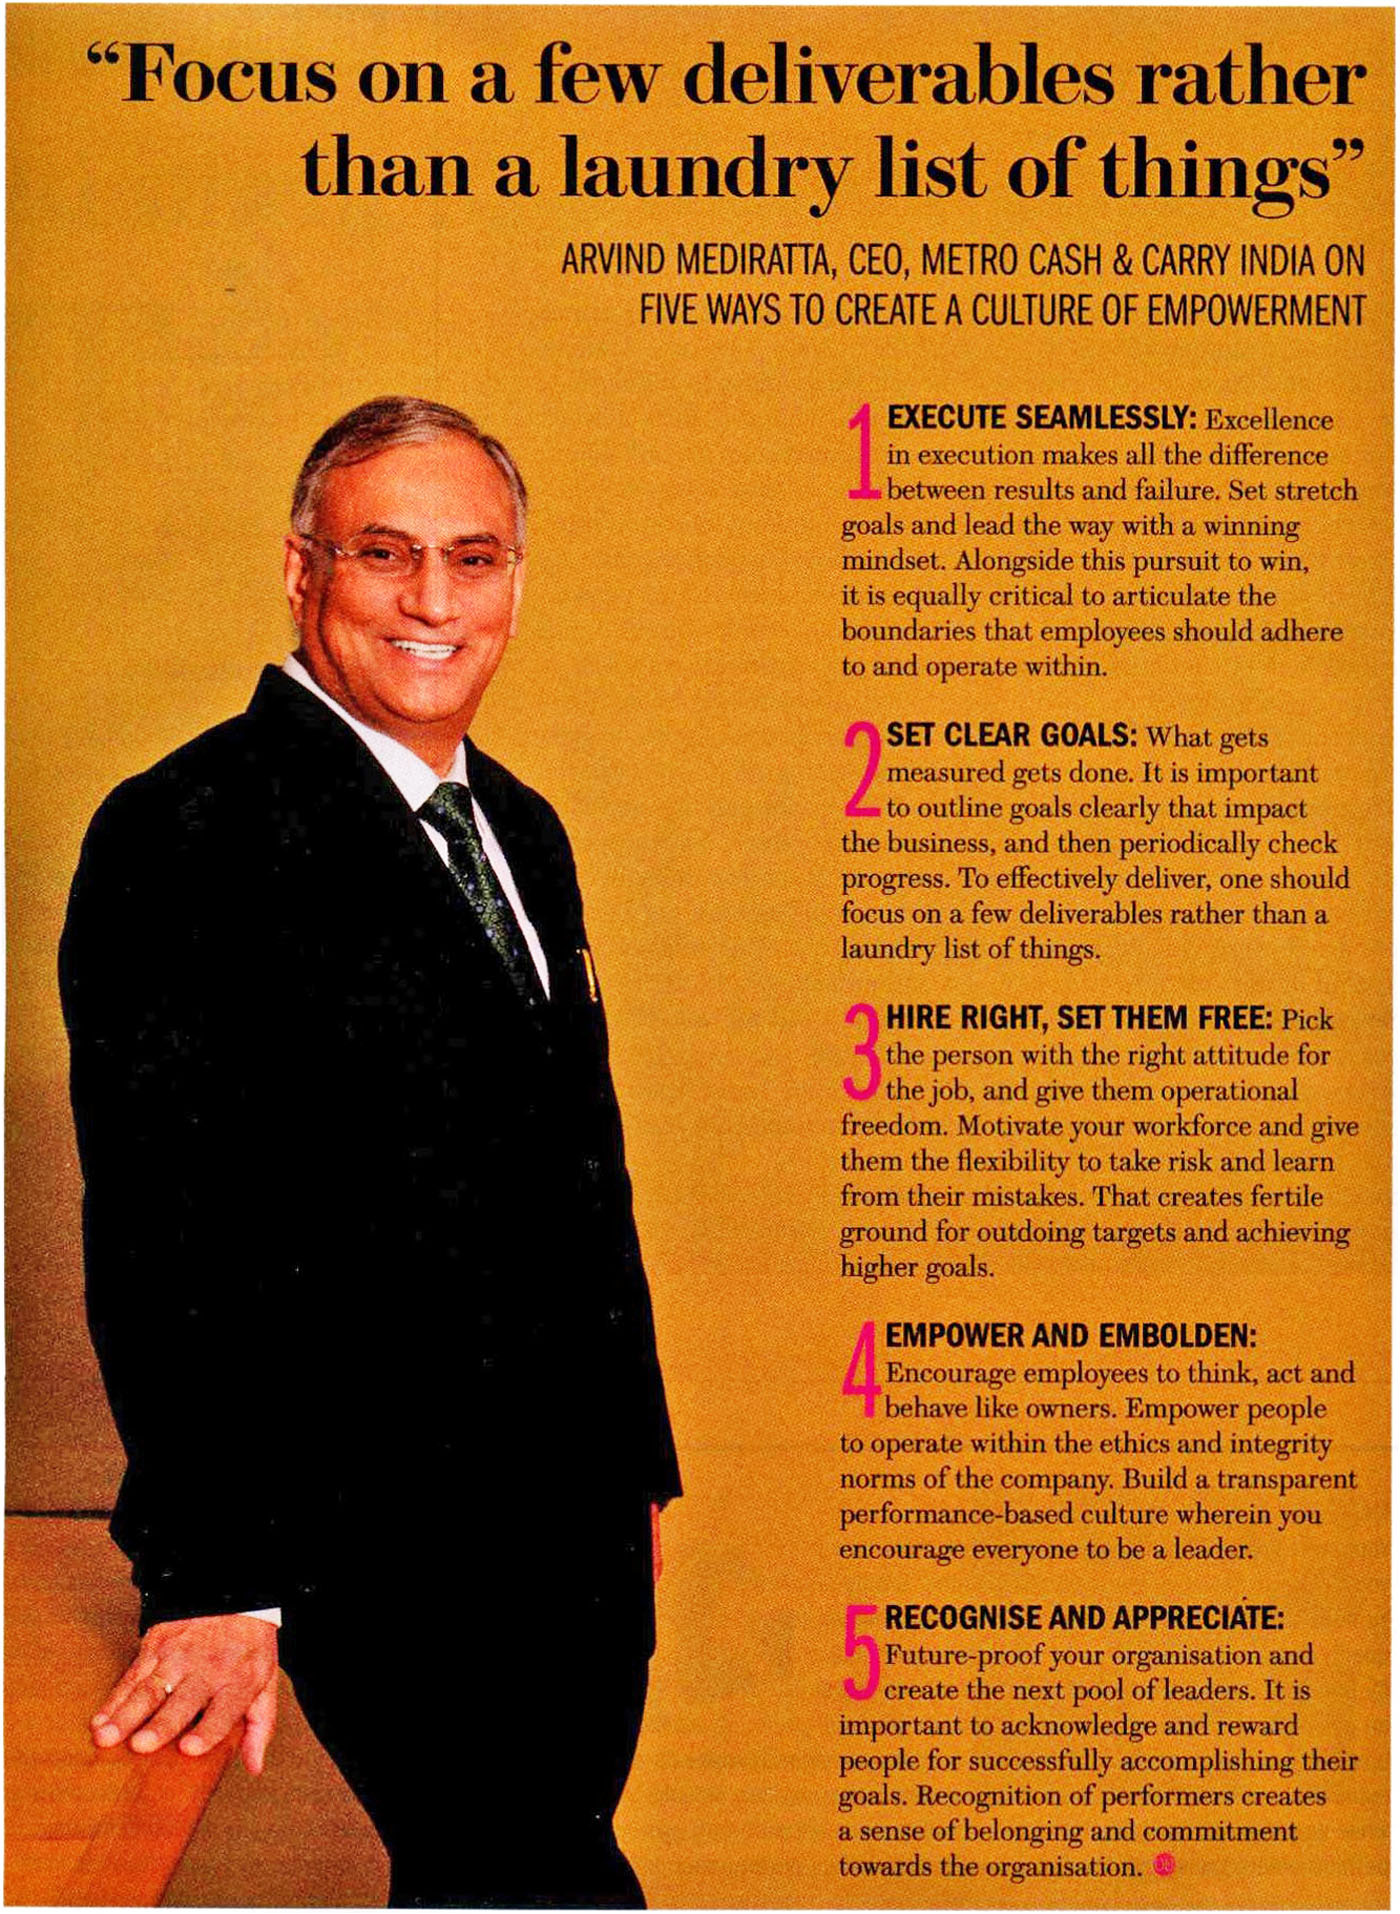 “Focus on a few deliverables rather
than a laundry list of things”
ARVIND MEDIRATTA, CEO, METRO CASH & CARRY INDIA ON
FIVE WAYS TO CREATE A CULTURE OF EMPOWERMENT
1 EXECUTE SEAMLESSLY: Excellence
in execution makes all the difference
between results and failure. Set stretch
goals and lead the way with a winning
mindset. Alongside this pursuit to win,
it is equally critical to articulate the
boundaries that employees should adhere
to and operate within.
2 SET CLEAR GOALS: What gets
measured gets done. It is important
to outline goals clearly that impact
the business, and then periodically check
progress. To effectively deliver, one should
focus on a few deliverables rather than a
laundry list of things.
3 HIRE RIGHT, SET THEM FREE: Pick
the person with the right attitude for
the job, and give them operational
freedom. Motivate your workforce and give
them the flexibility to take risk and learn
from their mistakes. That creates fertile
ground for outdoing targets and achieving
higher goals.
4 EMPOWER AND EMBOLDEN:
Encourage employees to think, act and
behave like owners. Empower people
to operate within the ethics and integrity
norms of the company. Build a transparent
performance-based culture wherein you
encourage everyone to be a leader.
5 RECOGNISE AND APPRECIATE:
Future-proof your organisation and
create the next pool of leaders. It is
important to acknowledge and reward
people for successfully accomplishing their
goals. Recognition of performers creates
a sense of belonging and commitment
towards the organisation.